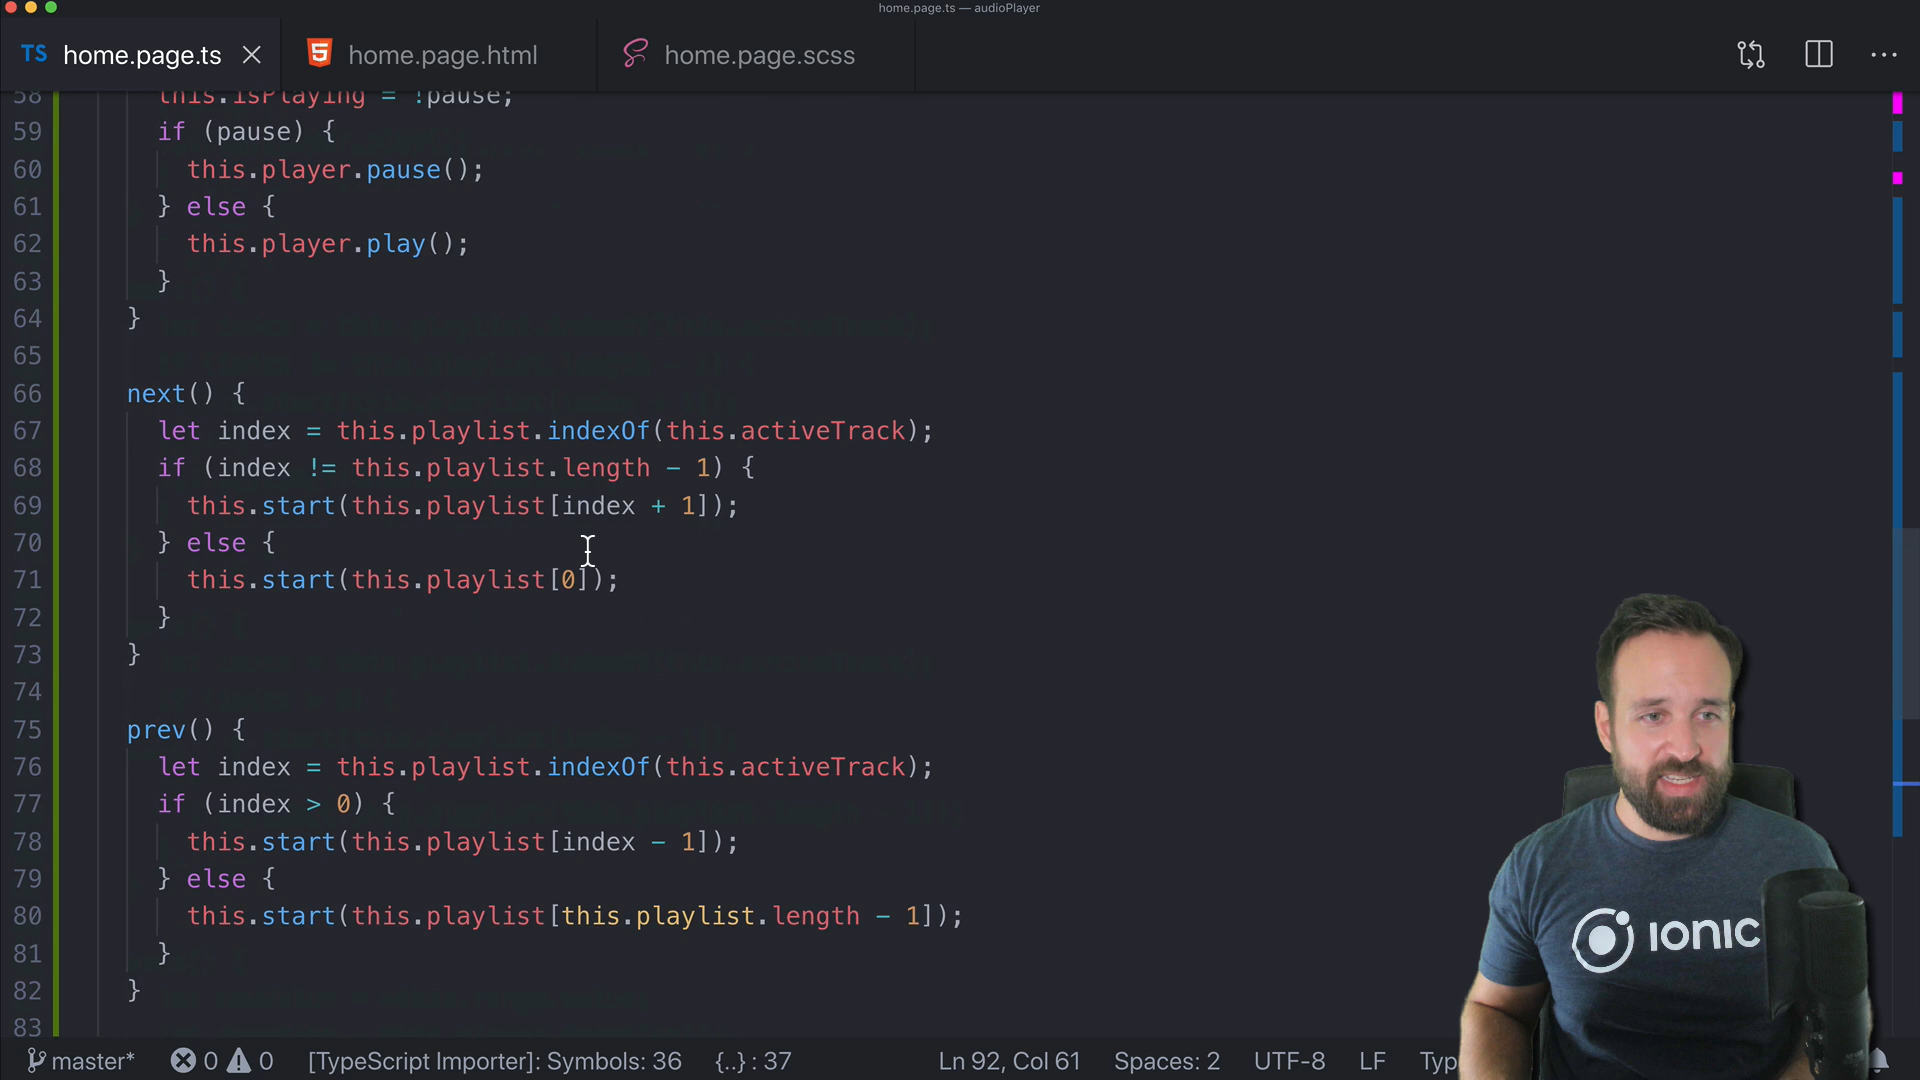 home.page.ts — audioPlayer
TS home.page.ts
5 home.page.html
home.page.scss
58 this.isPlaying = !pause;
59 if (pause) {
60 this.player.pause();
61 } else {
62 this.player.play();
63 }
64 }
65
66 next() {
67 let index = this.playlist.indexOf(this.activeTrack);
68 if (index != this.playlist.length - 1) {
69 this.start(this.playlist[index + 1]);
70 } else {
71 this.start(this.playlist[0]);
72 }
73 }
74
75 prev() {
76 let index = this.playlist.indexOf(this.activeTrack);
77 if (index > 0) {
78 this.start(this.playlist[index - 1]);
79 } else {
80 this.start(this.playlist[this.playlist.length - 1]);
81 }
82 }
83
IONIC
master* 0 0 [TypeScript Importer]: Symbols: 36 {..} : 37 Ln 92, Col 61 Spaces: 2 UTF-8 LF Typ